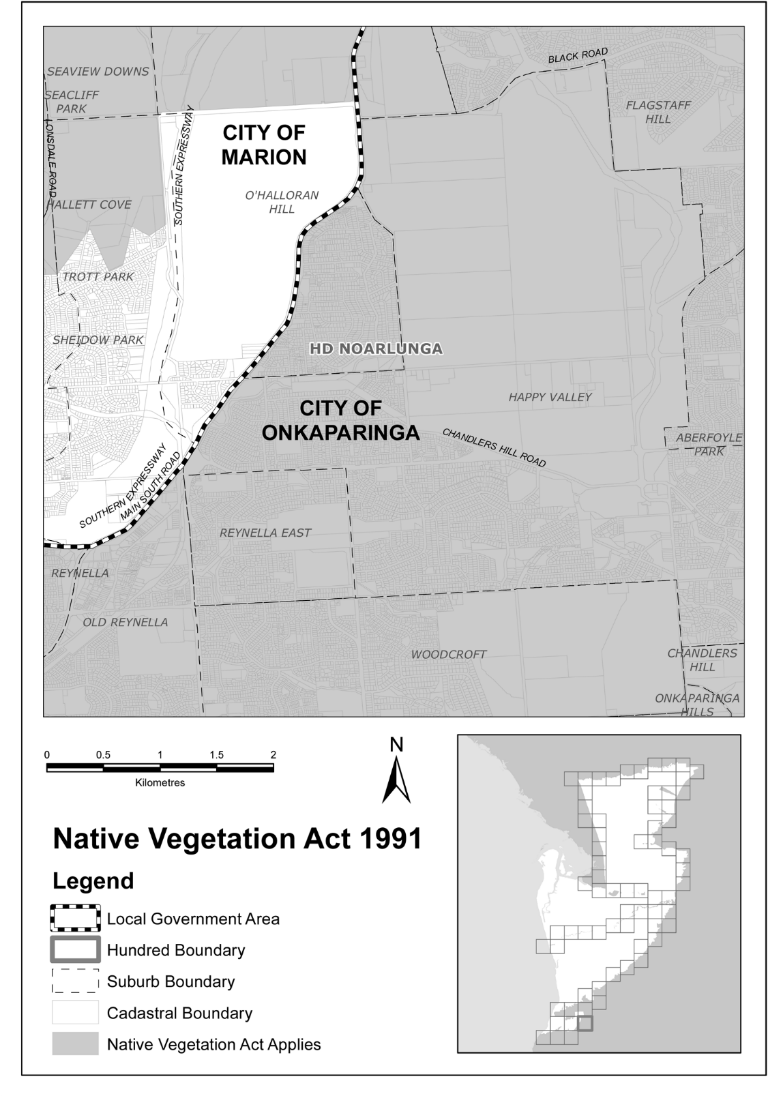 BLACK ROAD
SEAVIEW DOWNS
SEACLIFF
PARK
FLAGSTAFF
HILL
CITY OF
MARION
LONSDALE ROAD
SOUTHERN EXPRESSWAY
O'HALLORAN
HILL
HALLETT COVE
TROTT PARK
SHEIDOW PARK
HD NOARLUNGA
HAPPY VALLEY
CITY OF
ONKAPARINGA
CHANDLERS HILL ROAD
ABERFOYLE
PARK
SOUTHERN EXPRESSWAY
MAIN SOUTH ROAD
REYNELLA EAST
REYNELLA
OLD REYNELLA
WOODCROFT
CHANDLERS
HILL
ONKAPARINGA
HILLS
0 0.5 1 1.5 2
Kilometres
N
Native Vegetation Act 1991
Legend
Local Government Area
Hundred Boundary
Suburb Boundary
Cadastral Boundary
Native Vegetation Act Applies